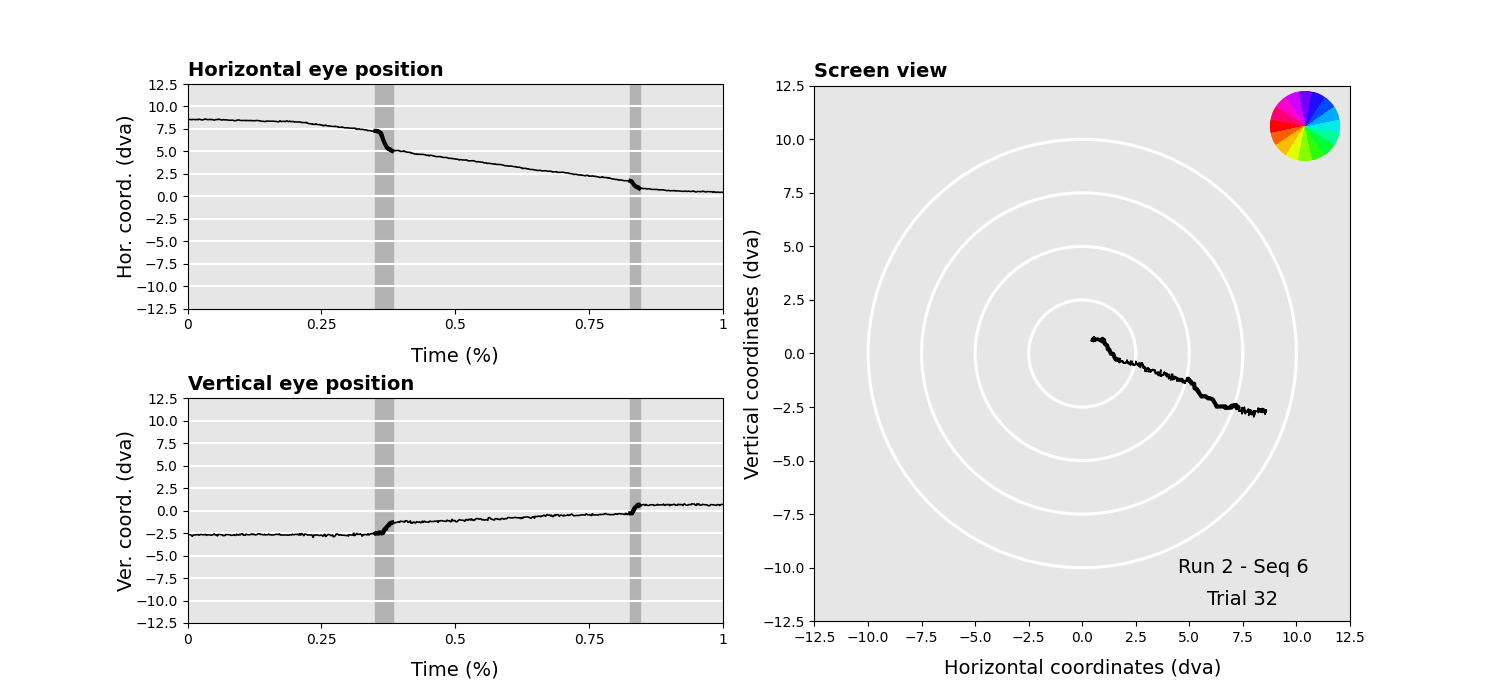 Horizontal eye position
Hor. coord. (dva)
12.5
10.0
7.5
5.0
2.5
0.0
−2.5
−5.0
−7.5
−10.0
−12.5
0 0.25 0.5 0.75 1
Time (%)
Vertical eye position
Ver. coord. (dva)
12.5
10.0
7.5
5.0
2.5
0.0
−2.5
−5.0
−7.5
−10.0
−12.5
0 0.25 0.5 0.75 1
Time (%)
Screen view
Vertical coordinates (dva)
12.5
10.0
7.5
5.0
2.5
0.0
−2.5
−5.0
−7.5
−10.0
−12.5
Run 2 - Seq 6
Trial 32
−12.5 −10.0 −7.5 −5.0 −2.5 0.0 2.5 5.0 7.5 10.0 12.5
Horizontal coordinates (dva)